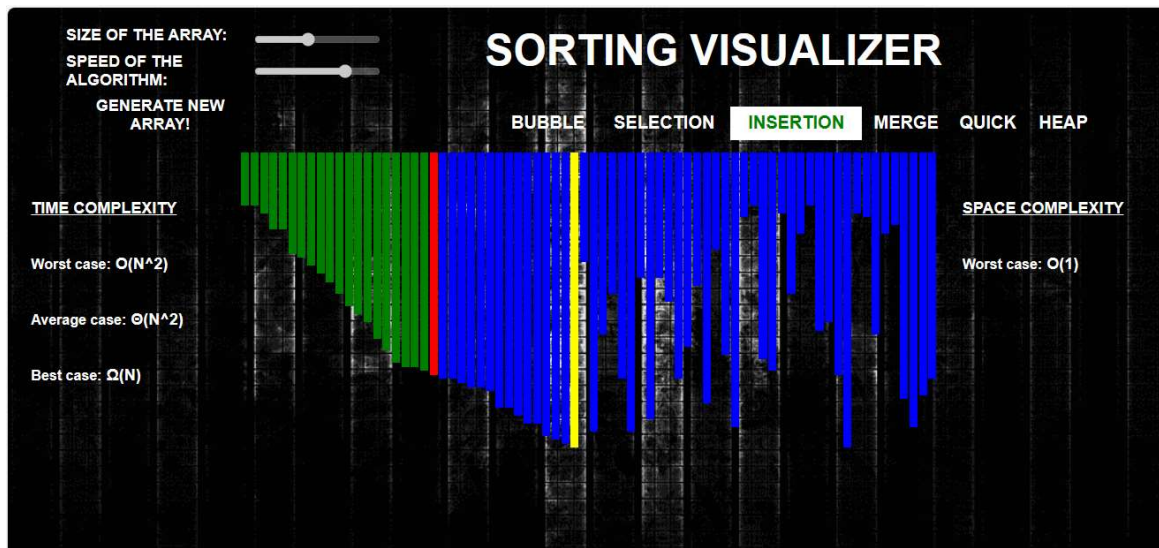 SIZE OF THE ARRAY:
SPEED OF THE
ALGORITHM:
GENERATE NEW
ARRAY!
SORTING VISUALIZER
BUBBLE SELECTION INSERTION MERGE QUICK HEAP
TIME COMPLEXITY
Worst case: O(N^2)
Average case: Θ(N^2)
Best case: Ω(N)
SPACE COMPLEXITY
Worst case: O(1)